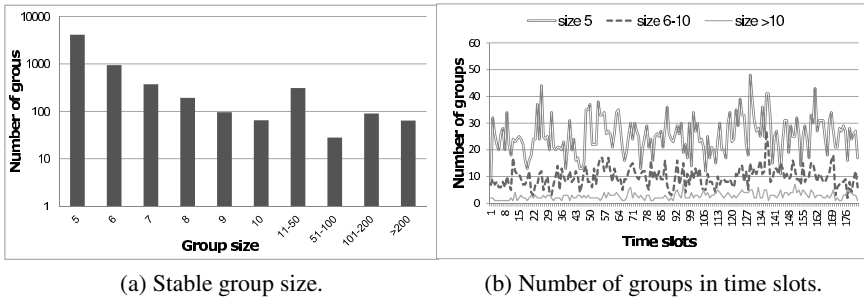 10000
1000
100
10
1
Number of grous
5 6 7 8 9 10 11-50 51-100 101-200 >200
Group size
(a) Stable group size.
size 5 size 6-10 size >10
60
50
40
30
20
10
0
Number of groups
1 8 15 22 29 36 43 50 57 64 71 78 85 92 99 106 113 120 127 134 141 148 155 162 169 176
Time slots
(b) Number of groups in time slots.